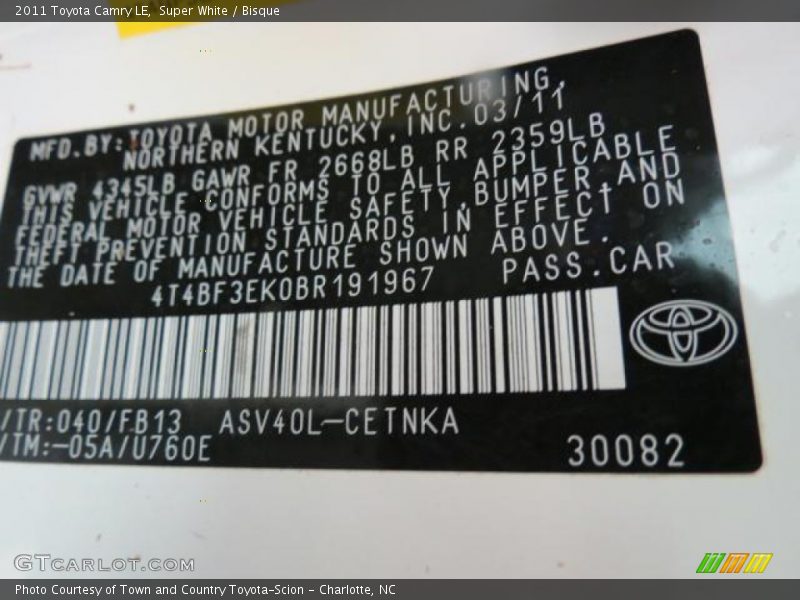 2011 Toyota Camry LE, Super White / Bisque
MFD.BY:TOYOTA MOTOR MANUFACTURING,
NORTHERN KENTUCKY,INC.03/11
GVWR 4345LB GAWR FR 2668LB RR 2359LB
THIS VEHICLE CONFORMS TO ALL APPLICABLE
FEDERAL MOTOR VEHICLE SAFETY,BUMPER,AND
THEFT PREVENTION STANDARDS IN EFFECT ON
THE DATE OF MANUFACTURE SHOWN ABOVE.
4T4BF3EK0BR191967 PASS.CAR
/TR:040/FB13 ASV40L-CETNKA
/TM:-05A/U760E
30082
GTCARLOT.COM
Photo Courtesy of Town and Country Toyota-Scion - Charlotte, NC